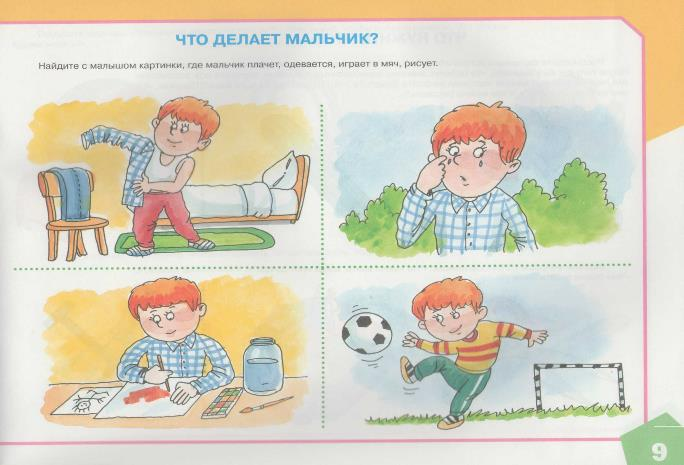 ЧТО ДЕЛАЕТ МАЛЬЧИК?
Найдите с малышом картинки, где мальчик плачет, одевается, играет в мяч, рисует.
9